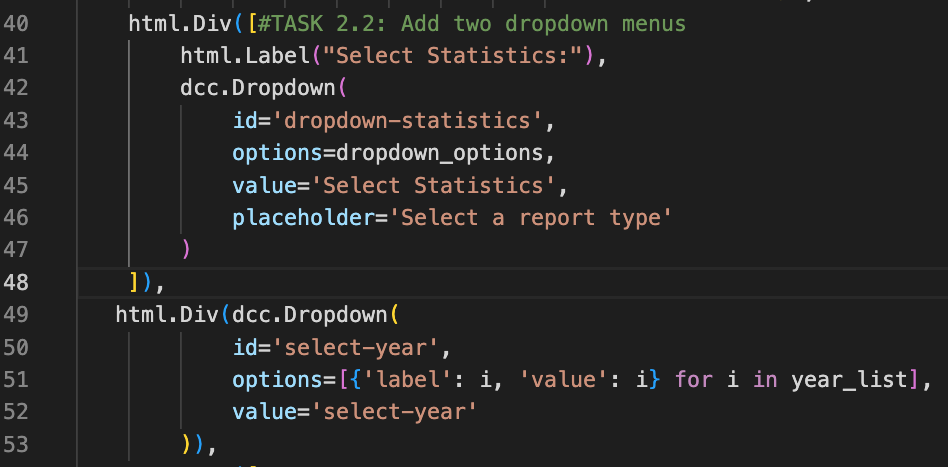 40 html.Div([#TASK 2.2: Add two dropdown menus
41 html.Label("Select Statistics:"),
42 dcc.Dropdown(
43 id='dropdown-statistics',
44 options=dropdown_options,
45 value='Select Statistics',
46 placeholder='Select a report type'
47 )
48 ]),
49 html.Div(dcc.Dropdown(
50 id='select-year',
51 options=[{'label': i, 'value': i} for i in year_list],
52 value='select-year'
53 )),